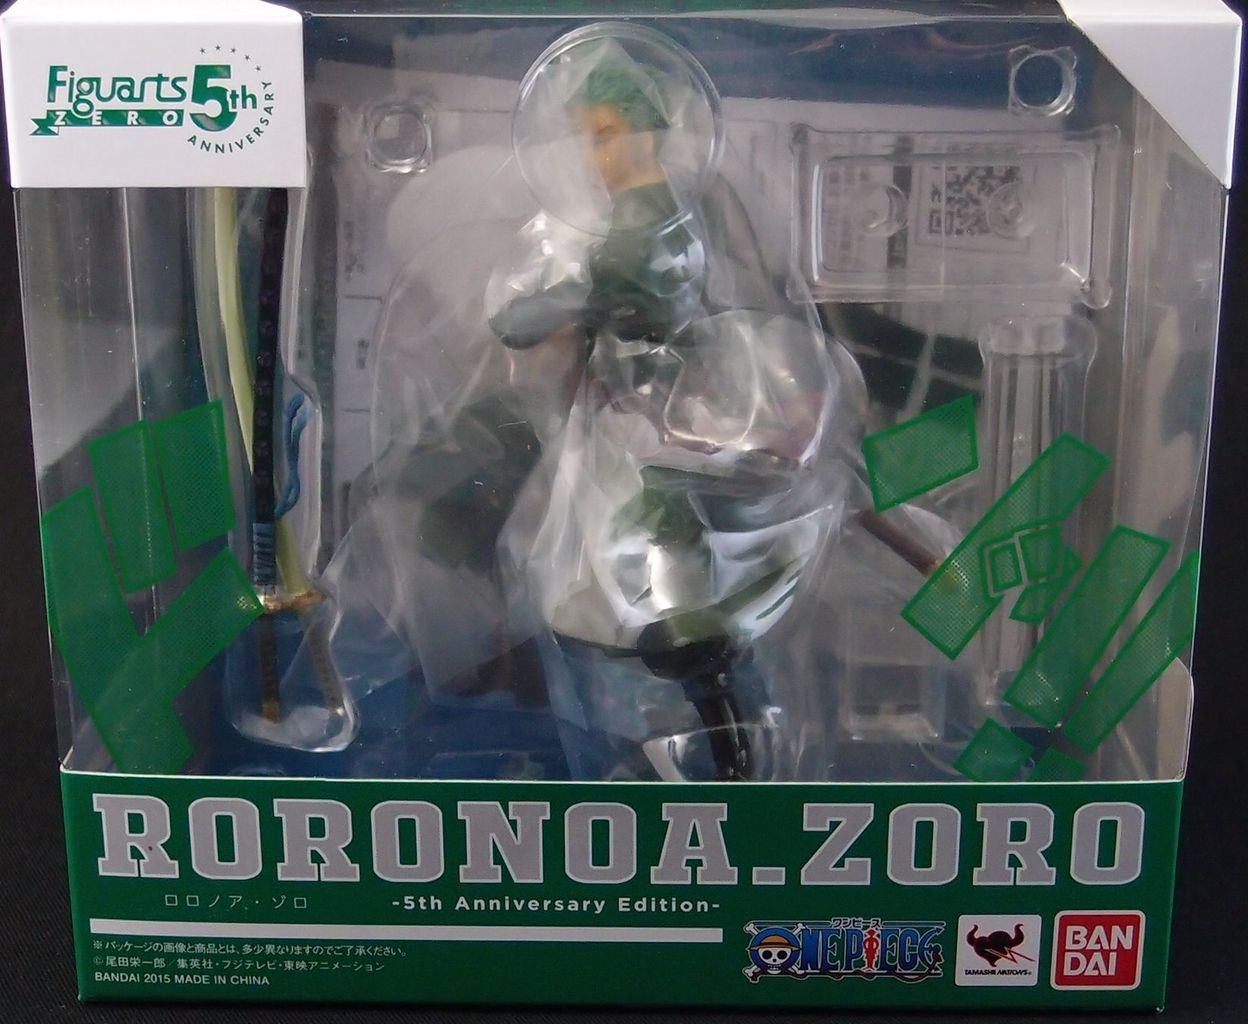 Figuarts
ZERO
5th
ANNIVERSARY
RORONOA.ZORO
ロロノア・ゾロ
-5th Anniversary Edition-
※パッケージの画像と商品とは、多少異なりますのでご了承ください。
©尾田栄一郎／集英社・フジテレビ・東映アニメーション
BANDAI 2015 MADE IN CHINA
ワンピース
ONE PIECE
TAMASHII NATIONS®
BAN
DAI